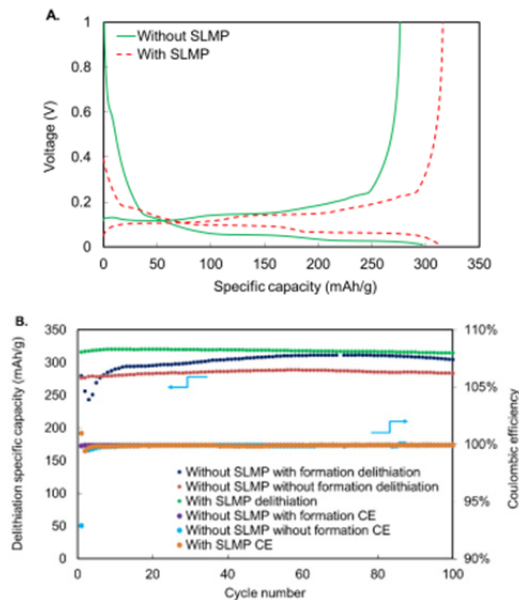 A.
Without SLMP
With SLMP
1
0.8
0.6
0.4
0.2
0
Voltage (V)
0 50 100 150 200 250 300 350
Specific capacity (mAh/g)
B.
350
300
250
200
150
100
50
0
Delithiation specific capacity (mAh/g)
110%
105%
100%
95%
90%
Coulombic efficiency
Without SLMP with formation delithiation
Without SLMP without formation delithiation
With SLMP delithiation
Without SLMP with formation CE
Without SLMP wihout formation CE
With SLMP CE
0 20 40 60 80 100
Cycle number